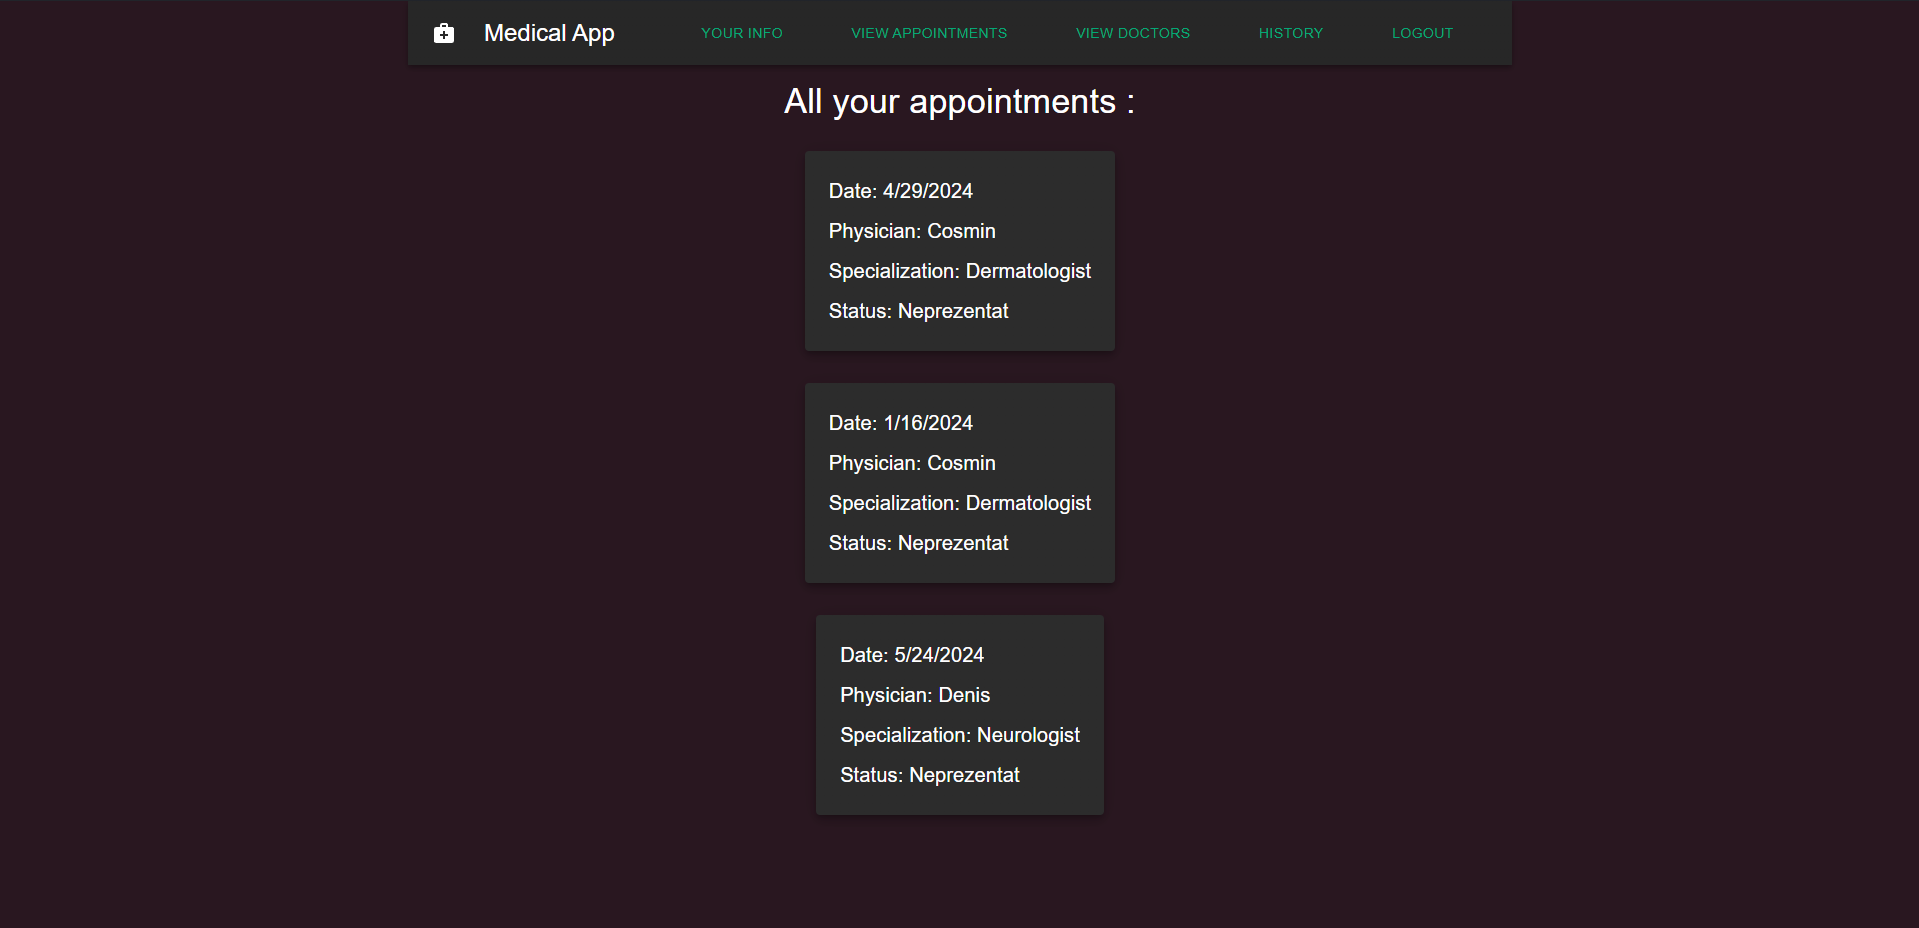 Medical App YOUR INFO VIEW APPOINTMENTS VIEW DOCTORS HISTORY LOGOUT
All your appointments :
Date: 4/29/2024
Physician: Cosmin
Specialization: Dermatologist
Status: Neprezentat
Date: 1/16/2024
Physician: Cosmin
Specialization: Dermatologist
Status: Neprezentat
Date: 5/24/2024
Physician: Denis
Specialization: Neurologist
Status: Neprezentat